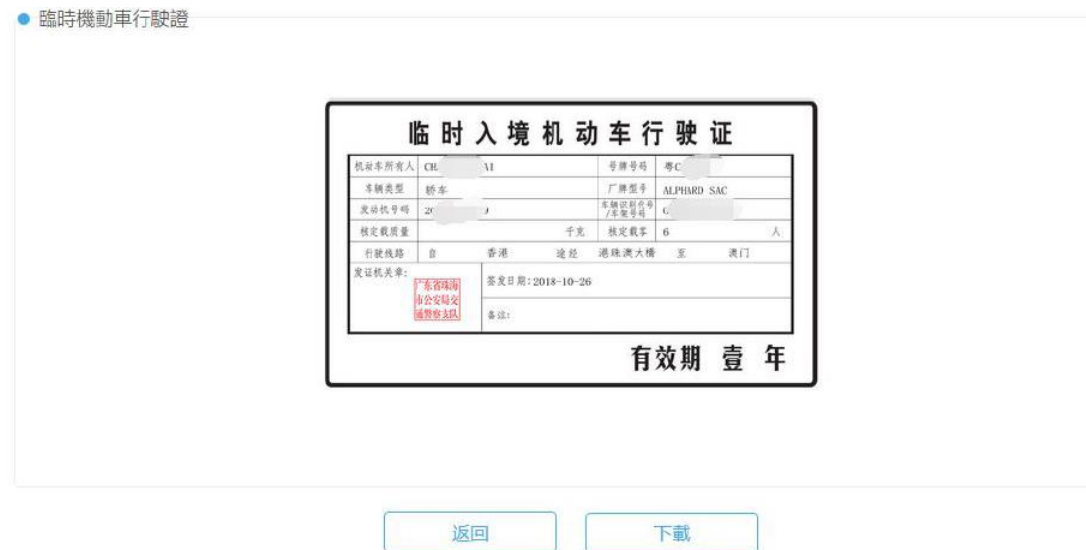 臨時機動車行駛證
临时入境机动车行驶证
机动车所有人 CH AI 号牌号码 粤C
车辆类型 轿车 厂牌型号 ALPHARD SAC
发动机号码 20 9 车辆识别代号/车架号码
核定载质量 千克 核定载客 6 人
行驶线路 自 香港 途经 港珠澳大橋 至 澳门
发证机关章: 签发日期:2018-10-26
广东省珠海
市公安局交
通警察支队
备注:
有效期 壹 年
返回 下載